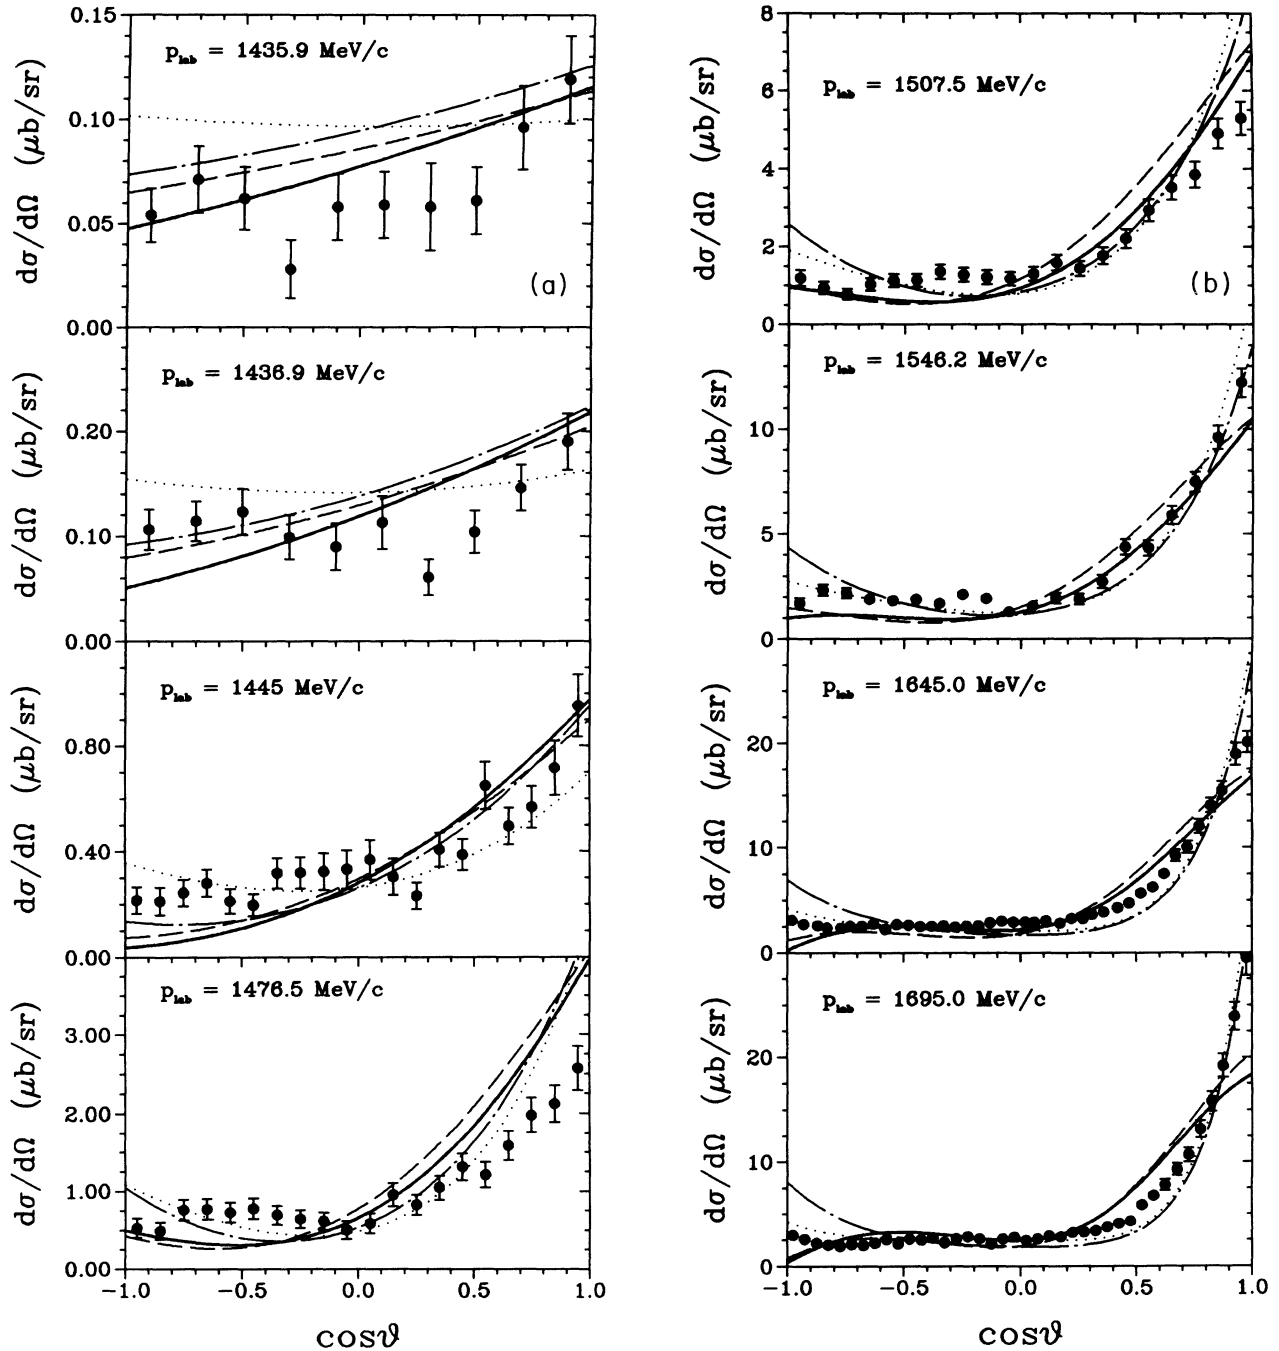 0.15
p_lab = 1435.9 MeV/c
0.10
dσ/dΩ (μb/sr)
0.05
(a)
0.00
p_lab = 1436.9 MeV/c
0.20
dσ/dΩ (μb/sr)
0.10
0.00
p_lab = 1445 MeV/c
0.80
dσ/dΩ (μb/sr)
0.40
0.00
p_lab = 1476.5 MeV/c
3.00
dσ/dΩ (μb/sr)
2.00
1.00
0.00
-1.0 -0.5 0.0 0.5 1.0
cosϑ
8
p_lab = 1507.5 MeV/c
6
dσ/dΩ (μb/sr)
4
2
(b)
0
p_lab = 1546.2 MeV/c
10
dσ/dΩ (μb/sr)
5
0
p_lab = 1645.0 MeV/c
20
dσ/dΩ (μb/sr)
10
0
p_lab = 1695.0 MeV/c
20
dσ/dΩ (μb/sr)
10
0
-1.0 -0.5 0.0 0.5 1.0
cosϑ